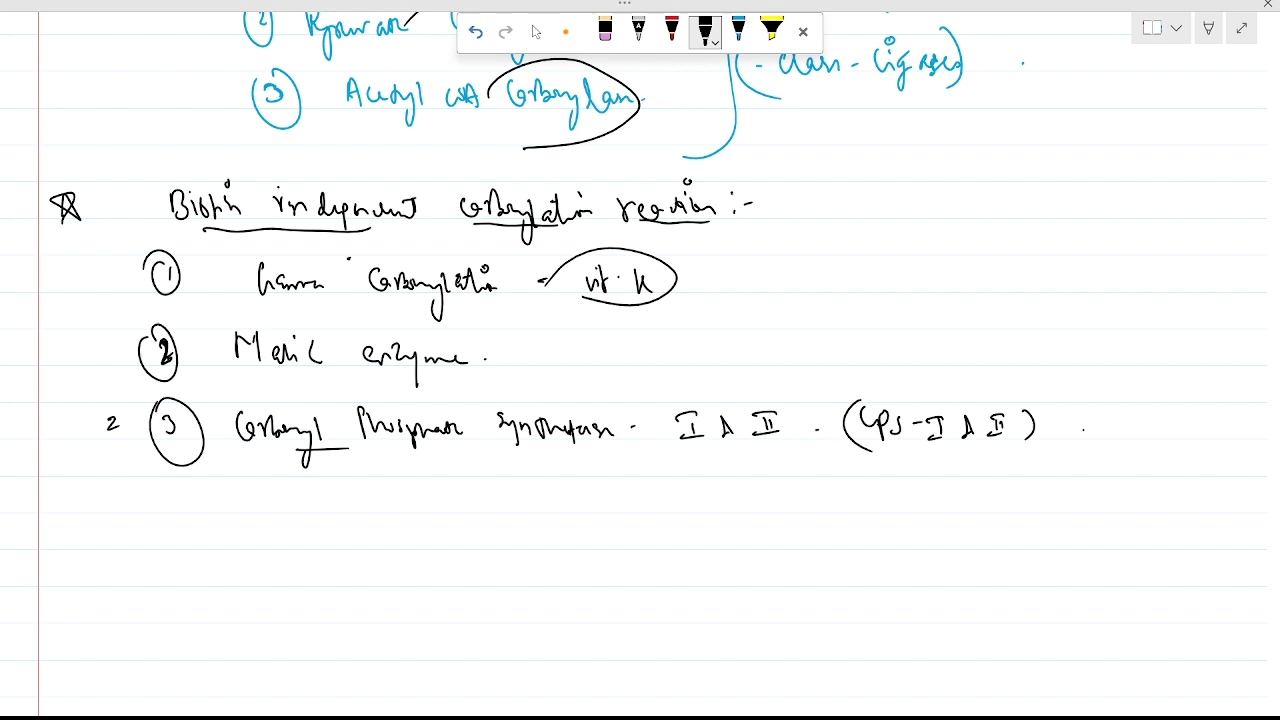 ② Pyruvate
- class - Ligases)
③ Acetyl CoA Carboxylase.
☆ Biotin independent carboxylation reaction :-
① Gamma Carboxylation - vit. K
② Malic enzyme.
③ Carbamoyl Phosphate Synthetase - I & II. (CPS - I & II)